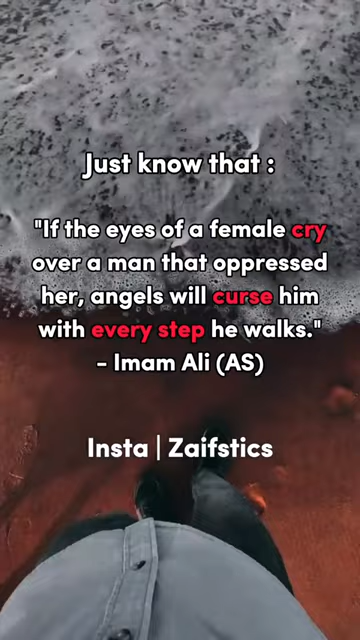 Just know that :
"If the eyes of a female cry
over a man that oppressed
her, angels will curse him
with every step he walks."
- Imam Ali (AS)
Insta | Zaifstics